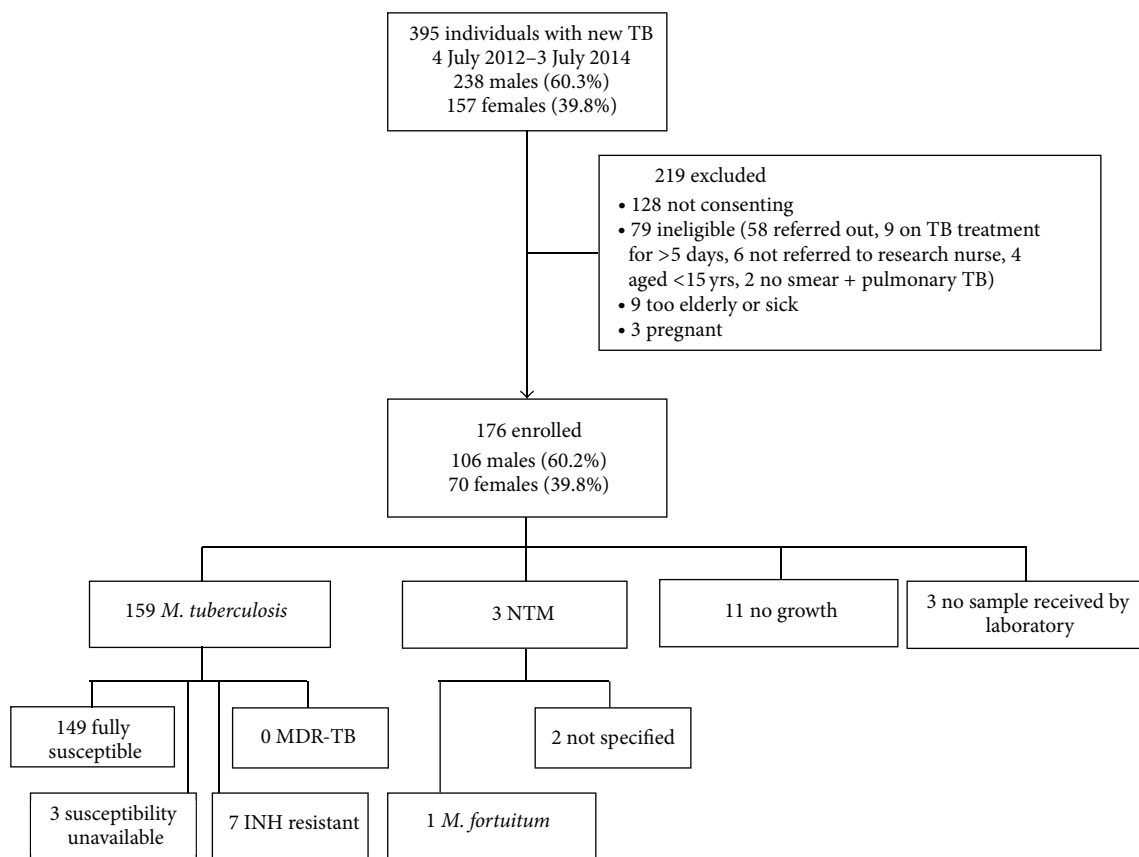 395 individuals with new TB
4 July 2012–3 July 2014
238 males (60.3%)
157 females (39.8%)
219 excluded
• 128 not consenting
• 79 ineligible (58 referred out, 9 on TB treatment
for >5 days, 6 not referred to research nurse, 4
aged <15 yrs, 2 no smear + pulmonary TB)
• 9 too elderly or sick
• 3 pregnant
176 enrolled
106 males (60.2%)
70 females (39.8%)
159 M. tuberculosis
3 NTM
11 no growth
3 no sample received by
laboratory
149 fully
susceptible
0 MDR-TB
2 not specified
3 susceptibility
unavailable
7 INH resistant
1 M. fortuitum